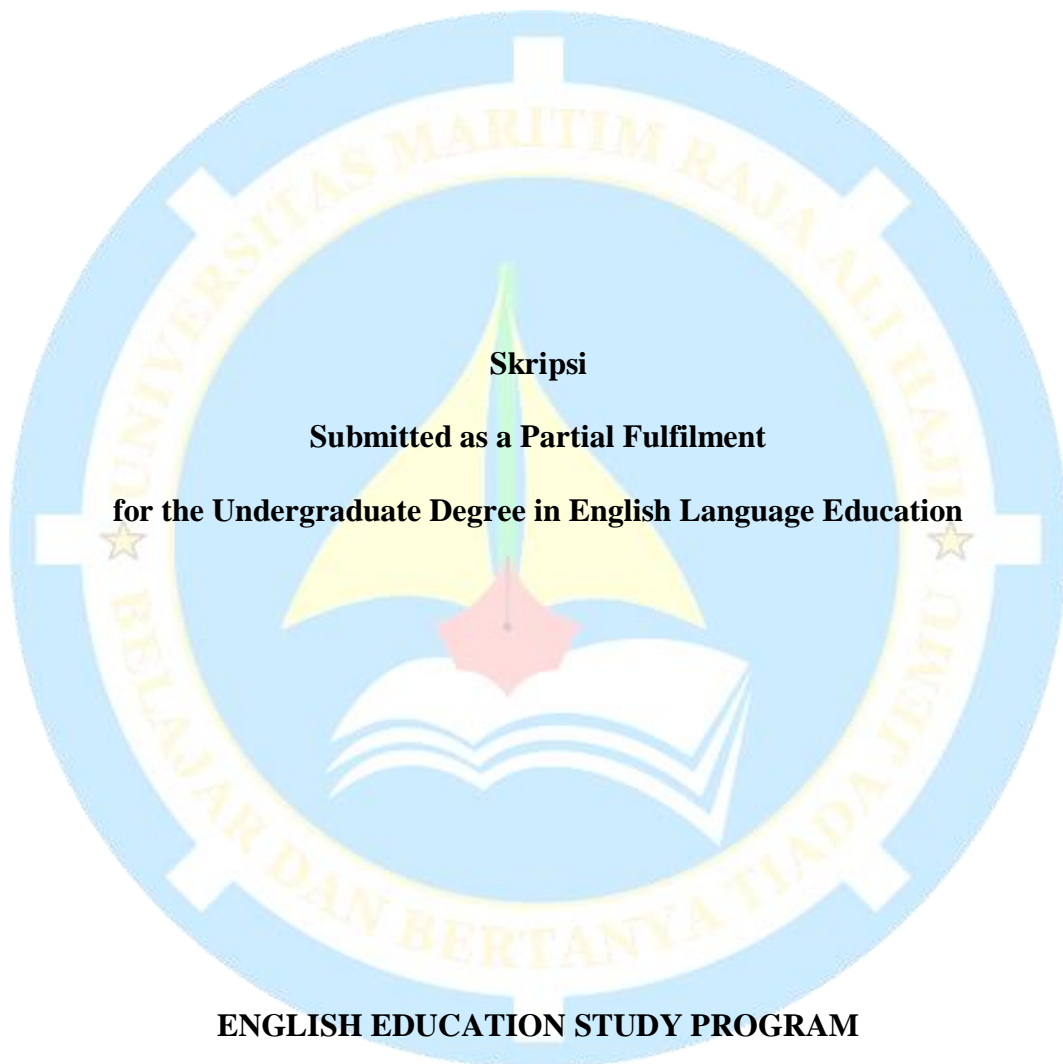 UNIVERSITAS MARITIM RAJA ALI HAJI
Skripsi
Submitted as a Partial Fulfilment
for the Undergraduate Degree in English Language Education
BELAJAR DAN BERTANYA TIADA JEMU
ENGLISH EDUCATION STUDY PROGRAM